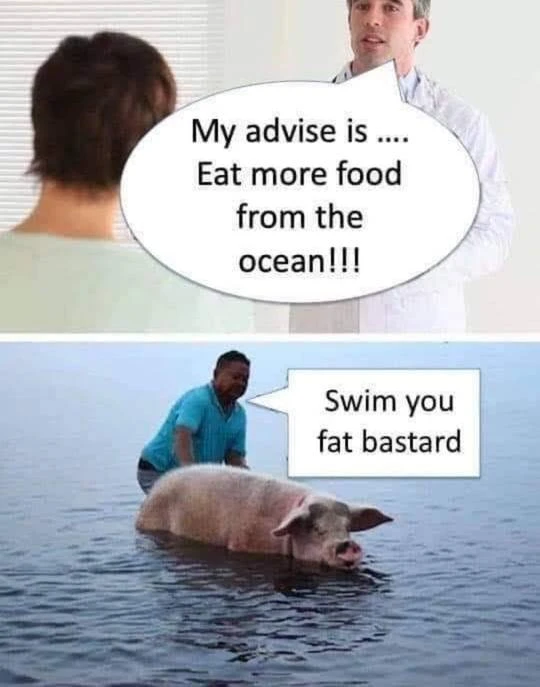 My advise is ....
Eat more food
from the
ocean!!!
Swim you
fat bastard